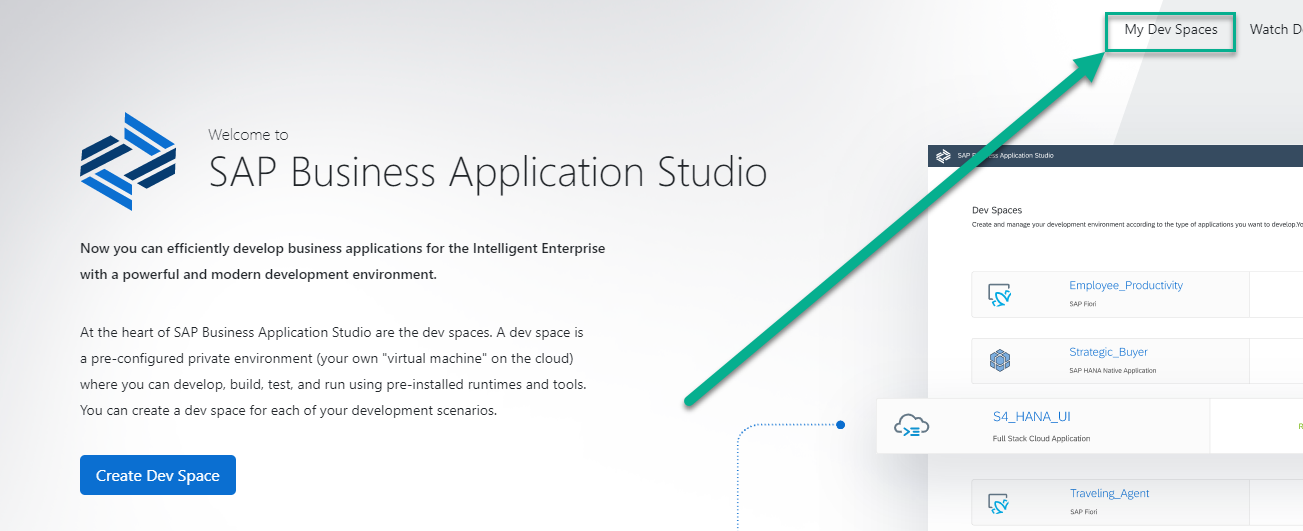 My Dev Spaces
Watch D
Welcome to
SAP Business Application Studio
Now you can efficiently develop business applications for the Intelligent Enterprise
with a powerful and modern development environment.
At the heart of SAP Business Application Studio are the dev spaces. A dev space is
a pre-configured private environment (your own "virtual machine" on the cloud)
where you can develop, build, test, and run using pre-installed runtimes and tools.
You can create a dev space for each of your development scenarios.
Create Dev Space
SAP Business Application Studio
Dev Spaces
Create and manage your development environment according to the type of applications you want to develop.Yo
Employee_Productivity
SAP Fiori
Strategic_Buyer
SAP HANA Native Application
S4_HANA_UI
Full Stack Cloud Application
R
Traveling_Agent
SAP Fiori